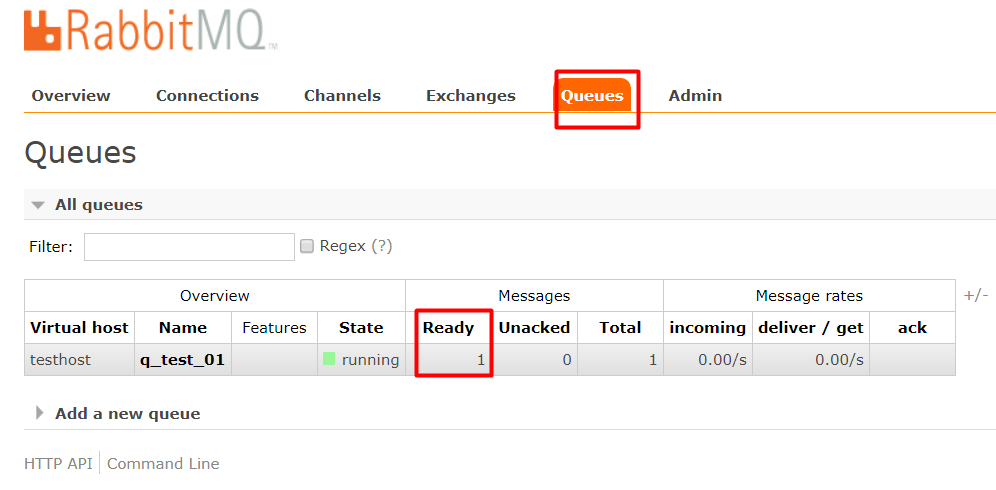 RabbitMQ™
Overview Connections Channels Exchanges Queues Admin
Queues
All queues
Filter: Regex (?)
Overview Messages Message rates +/-
Virtual host Name Features State Ready Unacked Total incoming deliver / get ack
testhost q_test_01 running 1 0 1 0.00/s 0.00/s
Add a new queue
HTTP API Command Line